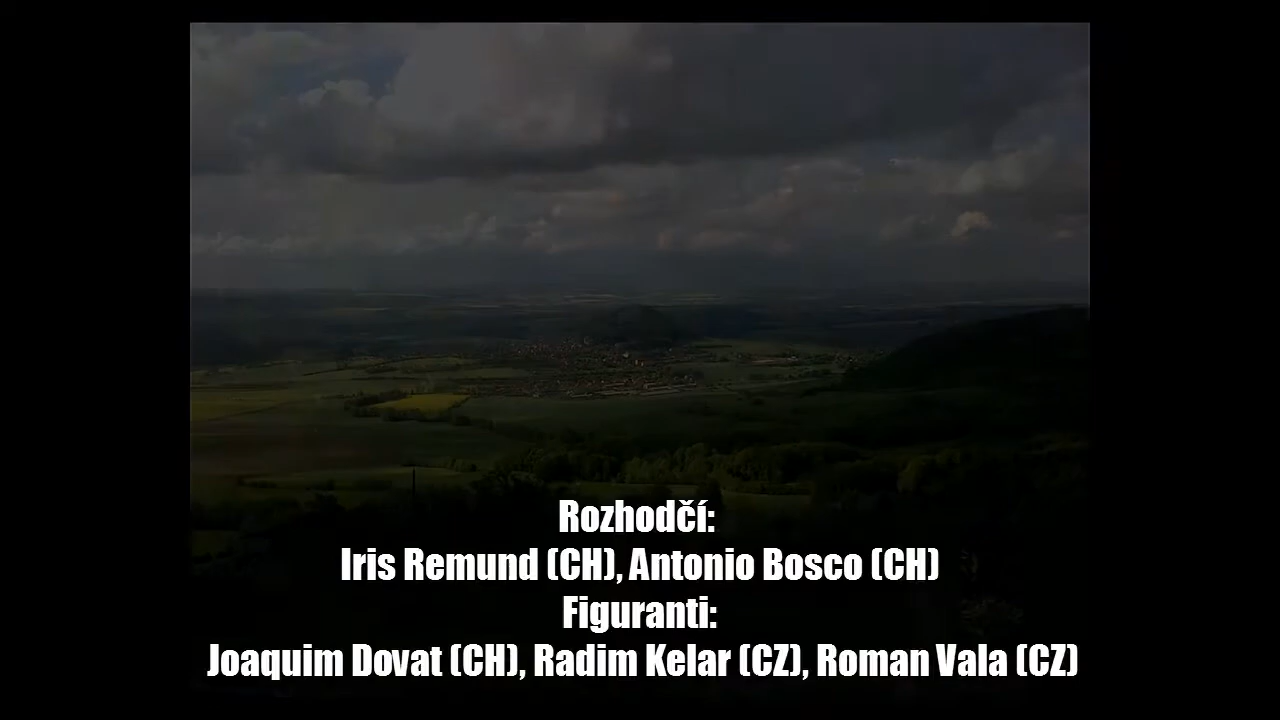 Rozhodčí:
Iris Remund (CH), Antonio Bosco (CH)
Figuranti:
Joaquim Dovat (CH), Radim Kelar (CZ), Roman Vala (CZ)